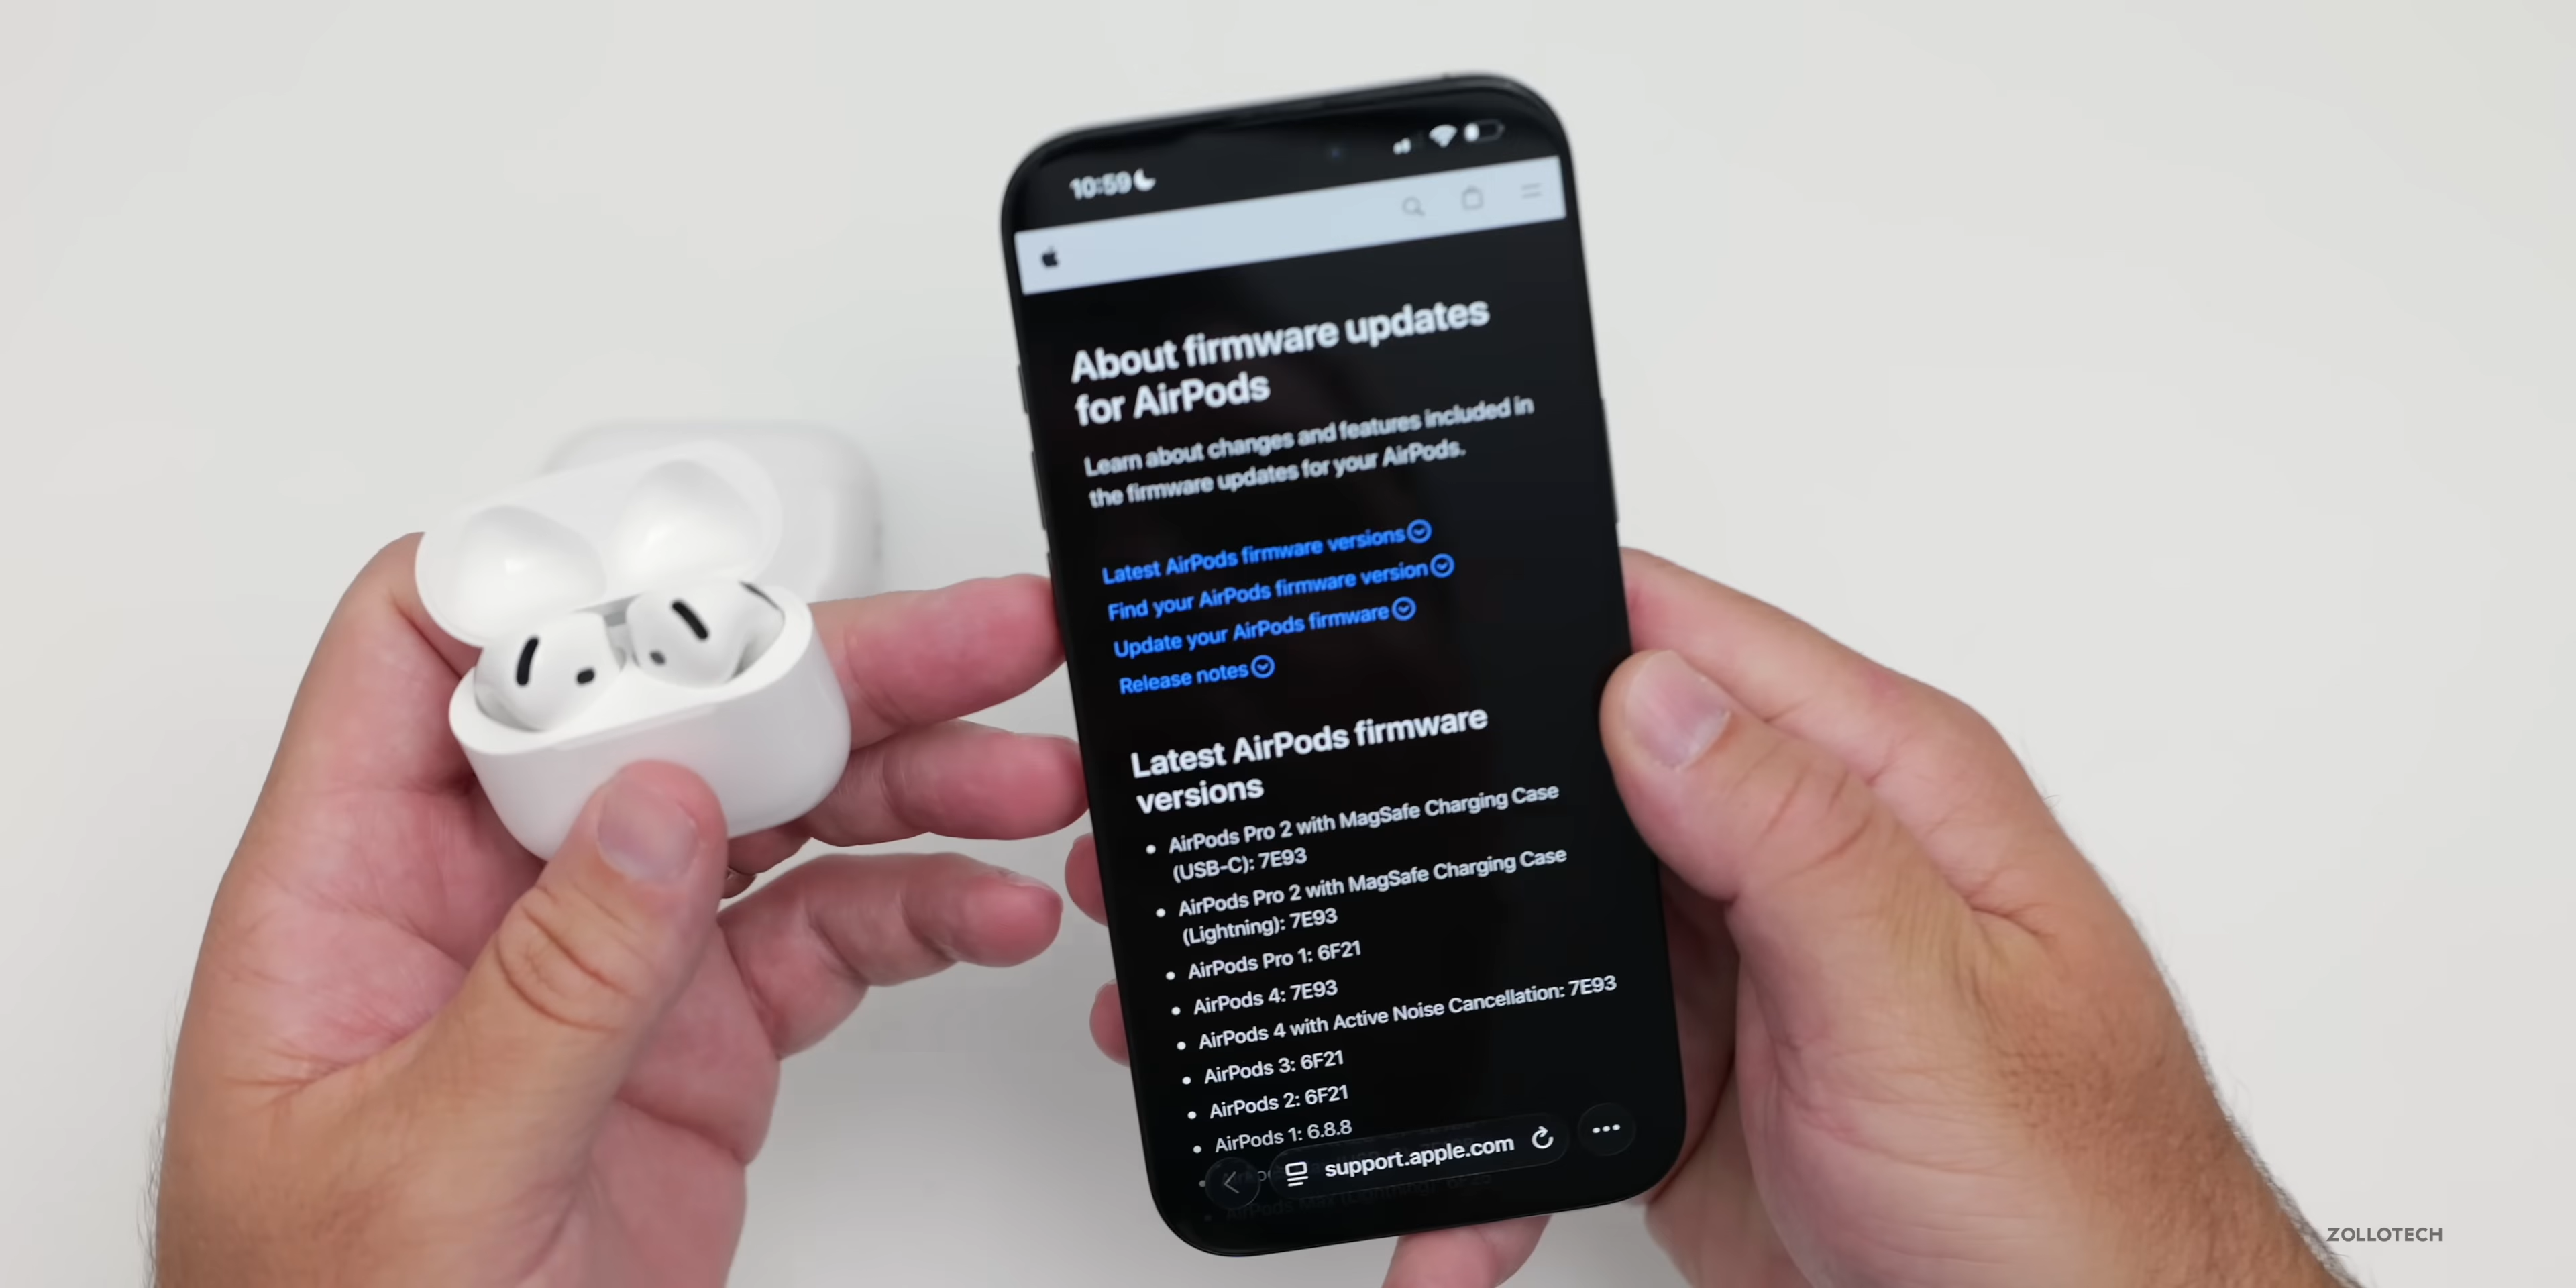 10:59
About firmware updates
for AirPods
Learn about changes and features included in
the firmware updates for your AirPods.
Latest AirPods firmware versions
Find your AirPods firmware version
Update your AirPods firmware
Release notes
Latest AirPods firmware
versions
• AirPods Pro 2 with MagSafe Charging Case
(USB-C): 7E93
• AirPods Pro 2 with MagSafe Charging Case
(Lightning): 7E93
• AirPods Pro 1: 6F21
• AirPods 4: 7E93
• AirPods 4 with Active Noise Cancellation: 7E93
• AirPods 3: 6F21
• AirPods 2: 6F21
• AirPods 1: 6.8.8
support.apple.com
ZOLLOTECH